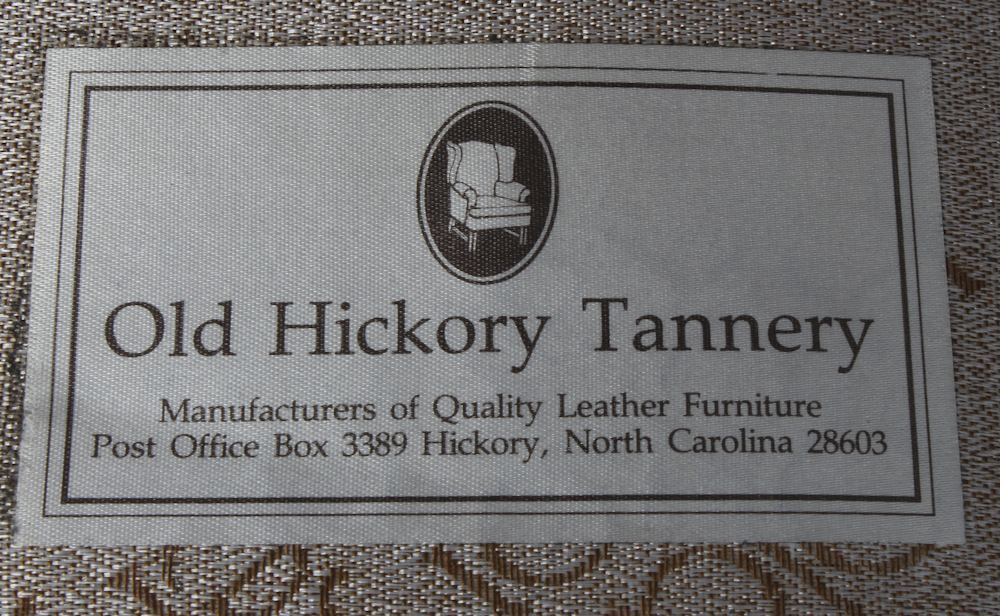 Old Hickory Tannery
Manufacturers of Quality Leather Furniture
Post Office Box 3389 Hickory, North Carolina 28603